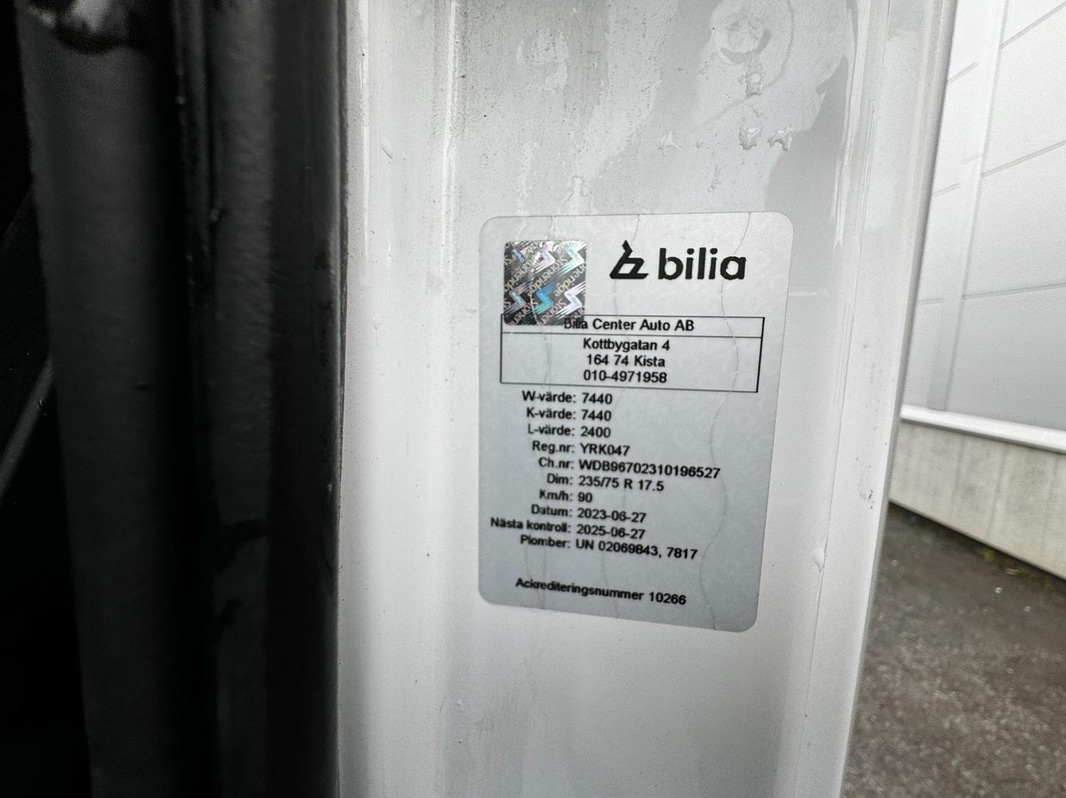 bilia
Bilia Center Auto AB
Kottbygatan 4
164 74 Kista
010-4971958
W-värde: 7440
K-värde: 7440
L-värde: 2400
Reg.nr: YRK047
Ch.nr: WDB96702310196527
Dim: 235/75 R 17.5
Km/h: 90
Datum: 2023-06-27
Nästa kontroll: 2025-06-27
Plomber: UN 02069843, 7817
Ackrediteringsnummer 10266